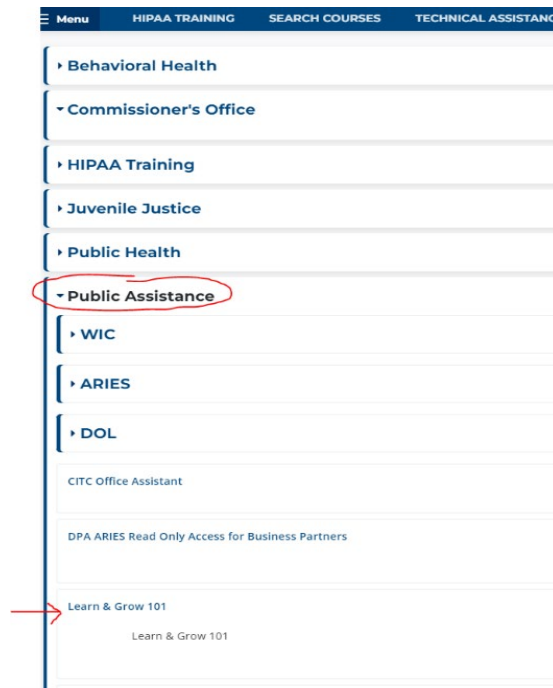 Menu HIPAA TRAINING SEARCH COURSES TECHNICAL ASSISTANC
Behavioral Health
Commissioner's Office
HIPAA Training
Juvenile Justice
Public Health
Public Assistance
WIC
ARIES
DOL
CITC Office Assistant
DPA ARIES Read Only Access for Business Partners
Learn & Grow 101
Learn & Grow 101